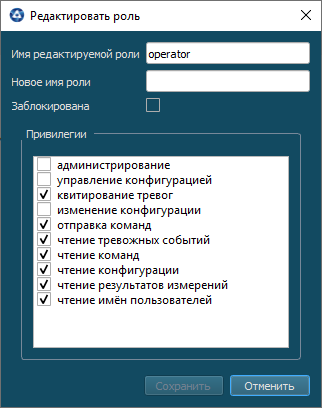 Редактировать роль
Имя редактируемой роли operator
Новое имя роли
Заблокирована
Привилегии
администрирование
управление конфигурацией
квитирование тревог
изменение конфигурации
отправка команд
чтение тревожных событий
чтение команд
чтение конфигурации
чтение результатов измерений
чтение имён пользователей
Сохранить Отменить